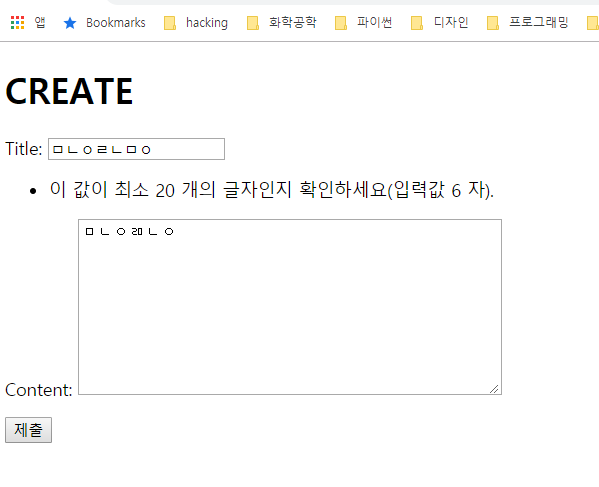 앱 Bookmarks hacking 화학공학 파이썬 디자인 프로그래밍
CREATE
Title: ㅁㄴㅇㄹㄴㅁㅇ
이 값이 최소 20 개의 글자인지 확인하세요(입력값 6 자).
ㅁㄴㅇ럐ㄴㅇ
Content:
제출